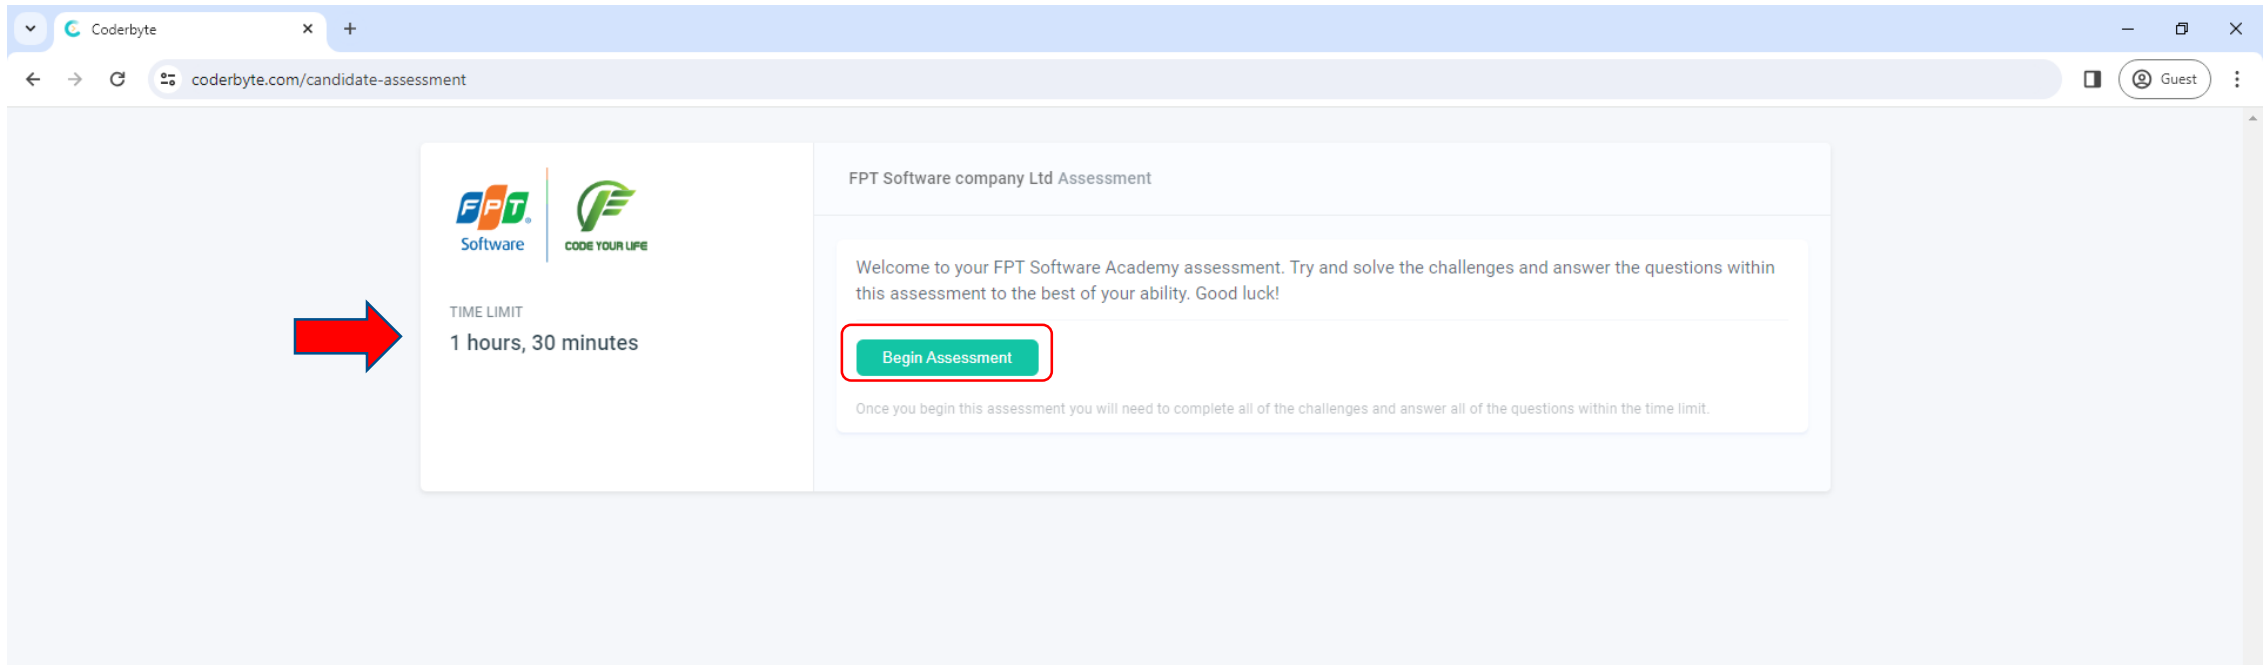 Coderbyte
coderbyte.com/candidate-assessment
Guest
FPT
Software
CODE YOUR LIFE
TIME LIMIT
1 hours, 30 minutes
FPT Software company Ltd Assessment
Welcome to your FPT Software Academy assessment. Try and solve the challenges and answer the questions within
this assessment to the best of your ability. Good luck!
Begin Assessment
Once you begin this assessment you will need to complete all of the challenges and answer all of the questions within the time limit.